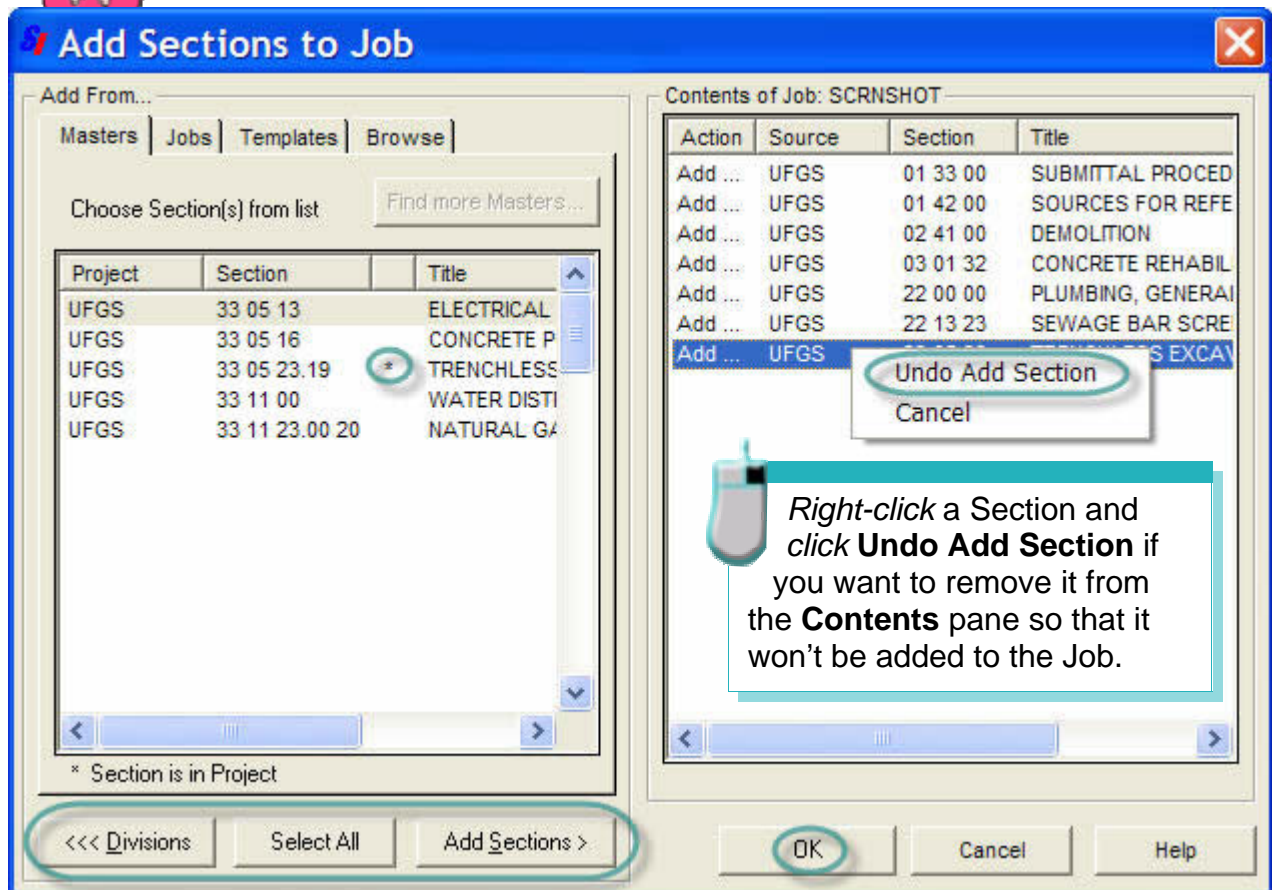 SI Add Sections to Job
Add From...
Masters Jobs Templates Browse
Choose Section(s) from list Find more Masters...
Project Section Title
UFGS 33 05 13 ELECTRICAL
UFGS 33 05 16 CONCRETE P
UFGS 33 05 23.19 * TRENCHLESS
UFGS 33 11 00 WATER DISTI
UFGS 33 11 23.00 20 NATURAL GA
* Section is in Project
<<< Divisions Select All Add Sections >
Contents of Job: SCRNSHOT
Action Source Section Title
Add ... UFGS 01 33 00 SUBMITTAL PROCED
Add ... UFGS 01 42 00 SOURCES FOR REFE
Add ... UFGS 02 41 00 DEMOLITION
Add ... UFGS 03 01 32 CONCRETE REHABIL
Add ... UFGS 22 00 00 PLUMBING, GENERAI
Add ... UFGS 22 13 23 SEWAGE BAR SCRE
Add ... UFGS S EXCAV
Undo Add Section
Cancel
Right-click a Section and
click Undo Add Section if
you want to remove it from
the Contents pane so that it
won't be added to the Job.
OK Cancel Help